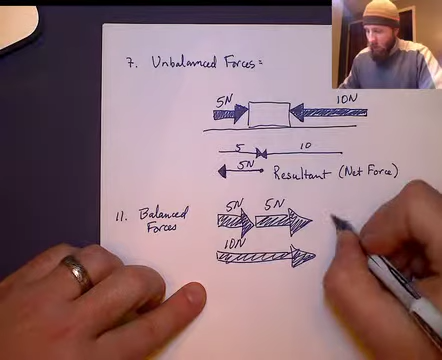 7. Unbalanced Forces=
5N 10N
5 10
5N Resultant (Net Force)
11. Balanced 5N 5N
Forces
10N